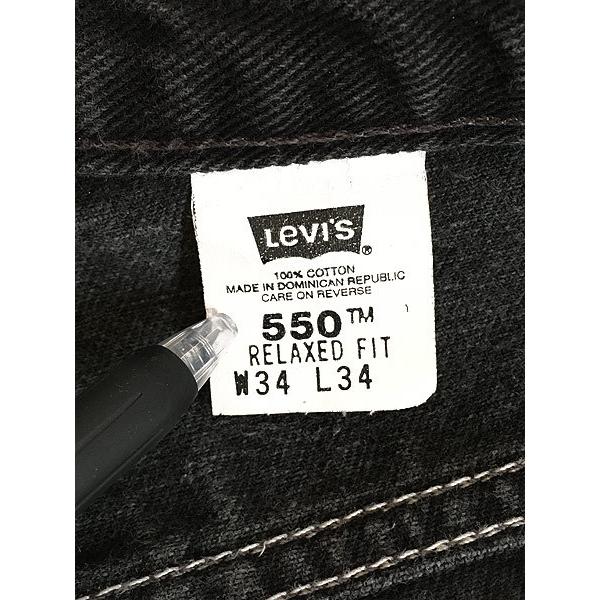 Levi's ®
100% COTTON
MADE IN DOMINICAN REPUBLIC
CARE ON REVERSE
550™
RELAXED FIT
W34 L34